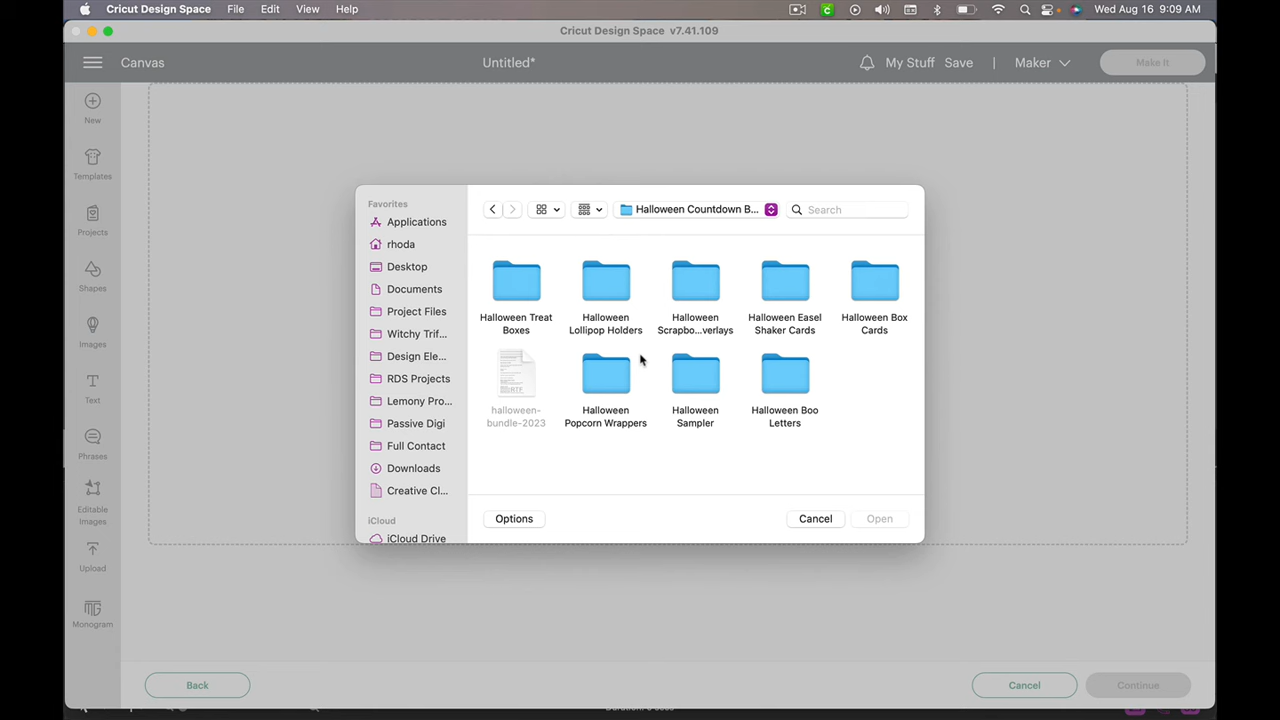 Cricut Design Space File Edit View Help Wed Aug 16 9:09 AM
Cricut Design Space v7.41.109
Canvas Untitled* My Stuff Save | Maker Make It
New
Templates
Projects
Shapes
Images
Text
Phrases
Editable
Images
Upload
Monogram
Favorites
Applications
rhoda
Desktop
Documents
Project Files
Witchy Trif...
Design Ele...
RDS Projects
Lemony Pro...
Passive Digi
Full Contact
Downloads
Creative Cl...
iCloud
iCloud Drive
Halloween Countdown B... Search
Halloween Treat
Boxes
Halloween
Lollipop Holders
Halloween
Scrapbo...verlays
Halloween Easel
Shaker Cards
Halloween Box
Cards
RTF
halloween-
bundle-2023
Halloween
Popcorn Wrappers
Halloween
Sampler
Halloween Boo
Letters
Options Cancel Open
Back Cancel Continue